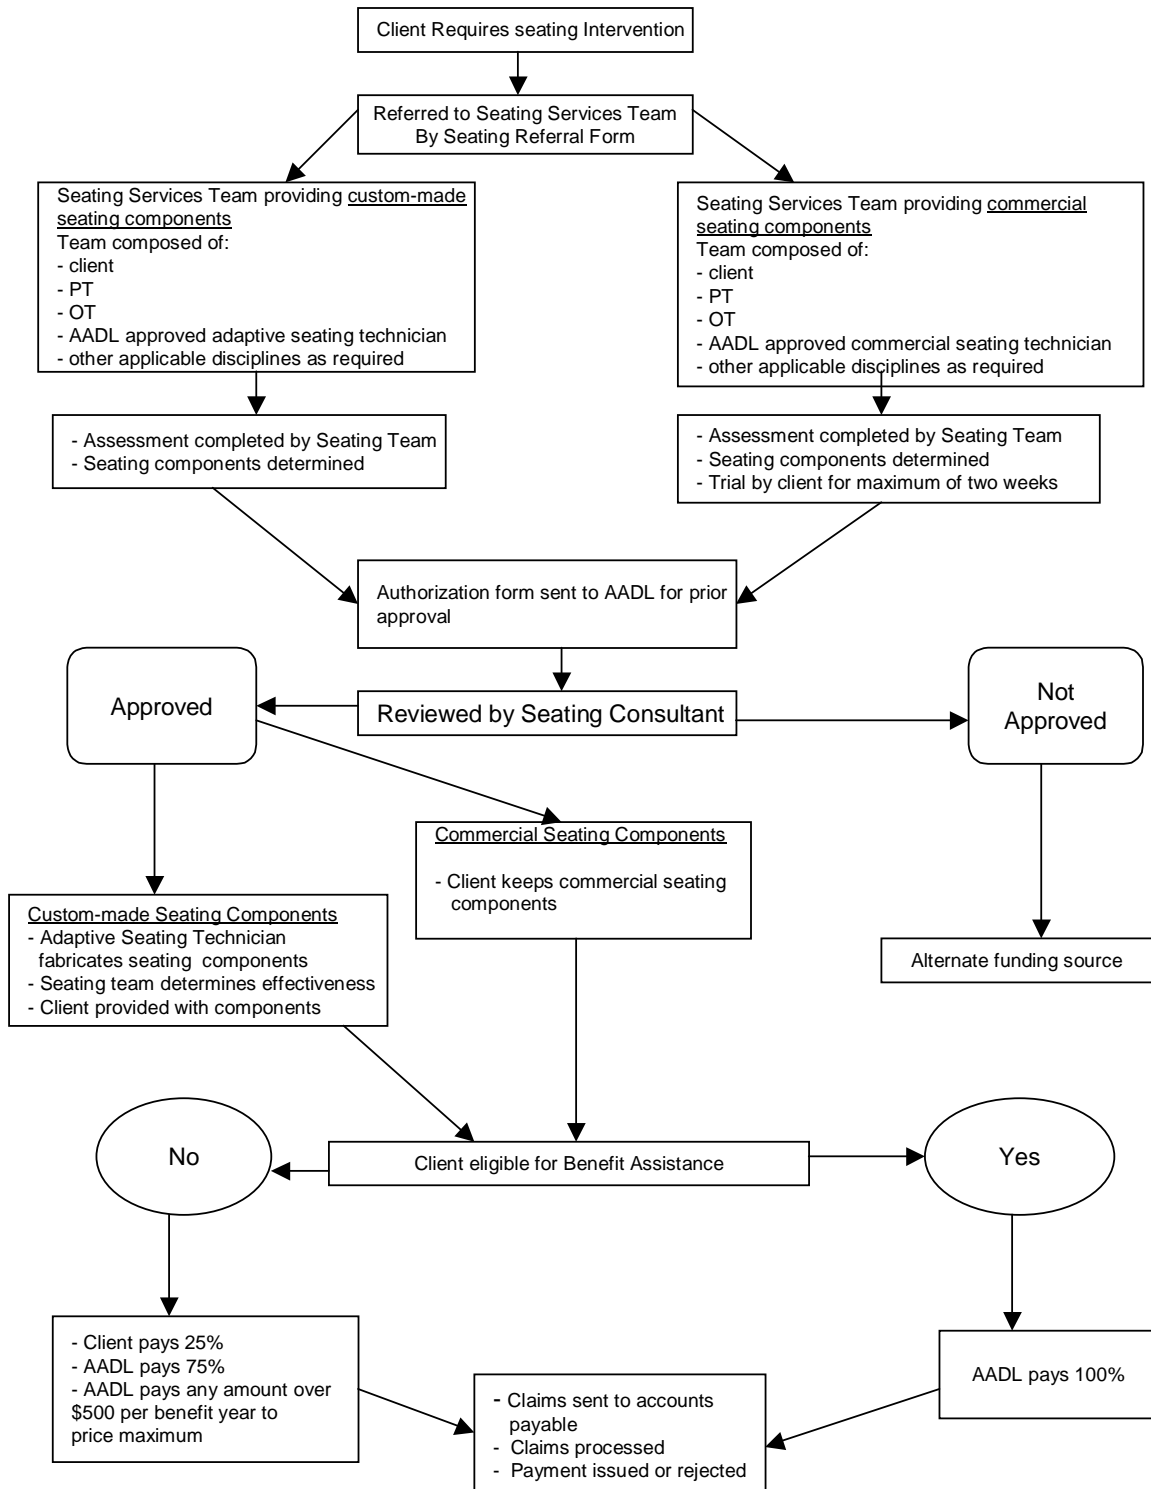 Client Requires seating Intervention
Referred to Seating Services Team
By Seating Referral Form
Seating Services Team providing custom-made
seating components
Team composed of:
- client
- PT
- OT
- AADL approved adaptive seating technician
- other applicable disciplines as required
Seating Services Team providing commercial
seating components
Team composed of:
- client
- PT
- OT
- AADL approved commercial seating technician
- other applicable disciplines as required
- Assessment completed by Seating Team
- Seating components determined
- Assessment completed by Seating Team
- Seating components determined
- Trial by client for maximum of two weeks
Authorization form sent to AADL for prior
approval
Approved
Reviewed by Seating Consultant
Not
Approved
Commercial Seating Components
- Client keeps commercial seating
components
Custom-made Seating Components
- Adaptive Seating Technician
fabricates seating components
- Seating team determines effectiveness
- Client provided with components
Alternate funding source
No
Client eligible for Benefit Assistance
Yes
- Client pays 25%
- AADL pays 75%
- AADL pays any amount over
$500 per benefit year to
price maximum
- Claims sent to accounts
payable
- Claims processed
- Payment issued or rejected
AADL pays 100%